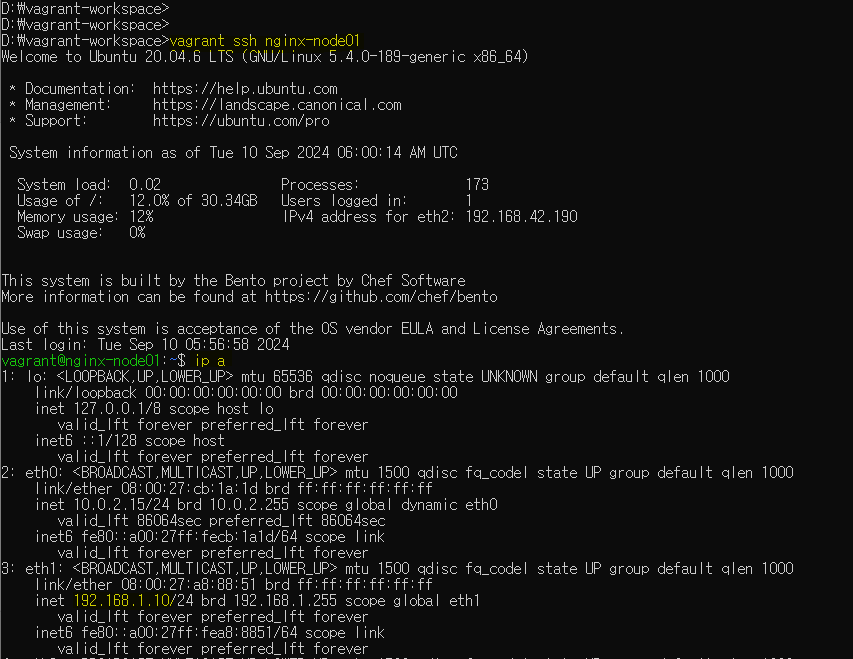 D:\vagrant-workspace>
D:\vagrant-workspace>
D:\vagrant-workspace>vagrant ssh nginx-node01
Welcome to Ubuntu 20.04.6 LTS (GNU/Linux 5.4.0-189-generic x86_64)
* Documentation:  https://help.ubuntu.com
* Management:     https://landscape.canonical.com
* Support:        https://ubuntu.com/pro
System information as of Tue 10 Sep 2024 06:00:14 AM UTC
System load:  0.02               Processes:               173
Usage of /:   12.0% of 30.34GB   Users logged in:         1
Memory usage: 12%                IPv4 address for eth2: 192.168.42.190
Swap usage:   0%
This system is built by the Bento project by Chef Software
More information can be found at https://github.com/chef/bento
Use of this system is acceptance of the OS vendor EULA and License Agreements.
Last login: Tue Sep 10 05:56:58 2024
vagrant@nginx-node01:~$ ip a
1: lo: <LOOPBACK,UP,LOWER_UP> mtu 65536 qdisc noqueue state UNKNOWN group default qlen 1000
link/loopback 00:00:00:00:00:00 brd 00:00:00:00:00:00
inet 127.0.0.1/8 scope host lo
valid_lft forever preferred_lft forever
inet6 ::1/128 scope host
valid_lft forever preferred_lft forever
2: eth0: <BROADCAST,MULTICAST,UP,LOWER_UP> mtu 1500 qdisc fq_codel state UP group default qlen 1000
link/ether 08:00:27:cb:1a:1d brd ff:ff:ff:ff:ff:ff
inet 10.0.2.15/24 brd 10.0.2.255 scope global dynamic eth0
valid_lft 86064sec preferred_lft 86064sec
inet6 fe80::a00:27ff:fecb:1a1d/64 scope link
valid_lft forever preferred_lft forever
3: eth1: <BROADCAST,MULTICAST,UP,LOWER_UP> mtu 1500 qdisc fq_codel state UP group default qlen 1000
link/ether 08:00:27:a8:88:51 brd ff:ff:ff:ff:ff:ff
inet 192.168.1.10/24 brd 192.168.1.255 scope global eth1
valid_lft forever preferred_lft forever
inet6 fe80::a00:27ff:fea8:8851/64 scope link
valid_lft forever preferred_lft forever